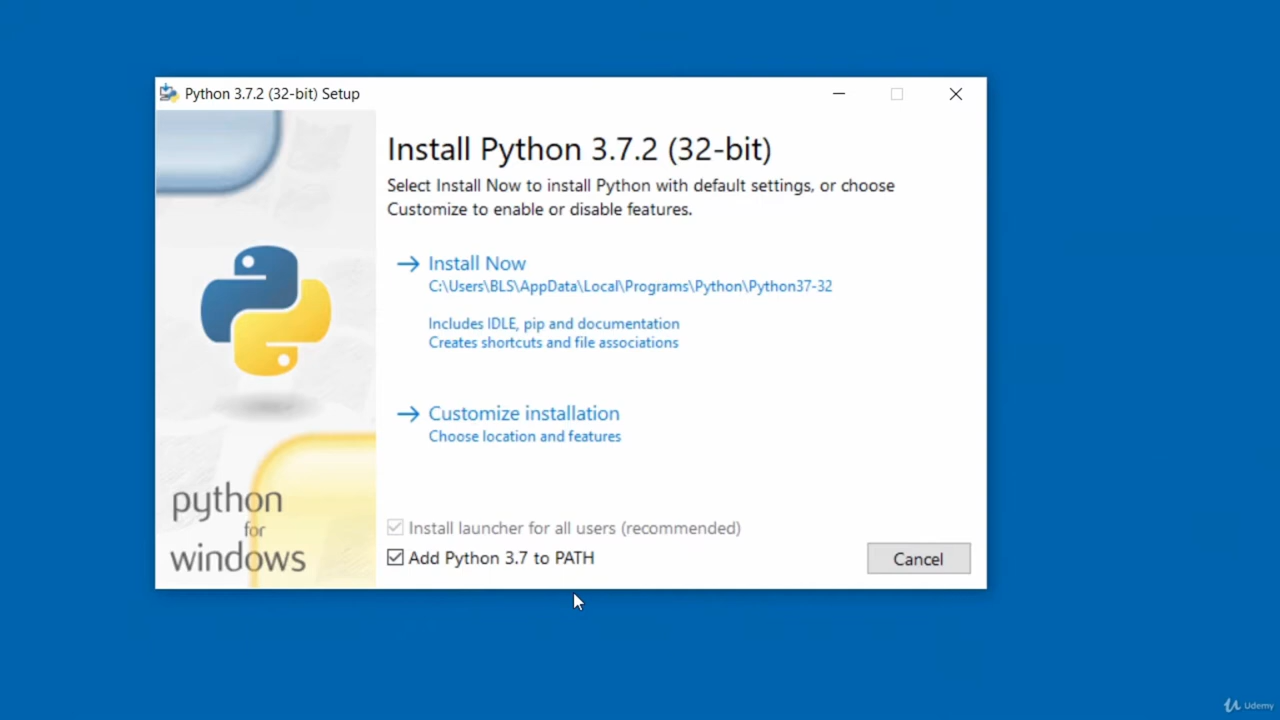 Python 3.7.2 (32-bit) Setup
Install Python 3.7.2 (32-bit)
Select Install Now to install Python with default settings, or choose
Customize to enable or disable features.
Install Now
C:\Users\BLS\AppData\Local\Programs\Python\Python37-32
Includes IDLE, pip and documentation
Creates shortcuts and file associations
Customize installation
Choose location and features
python
for
windows
Install launcher for all users (recommended)
Add Python 3.7 to PATH
Cancel
Udemy